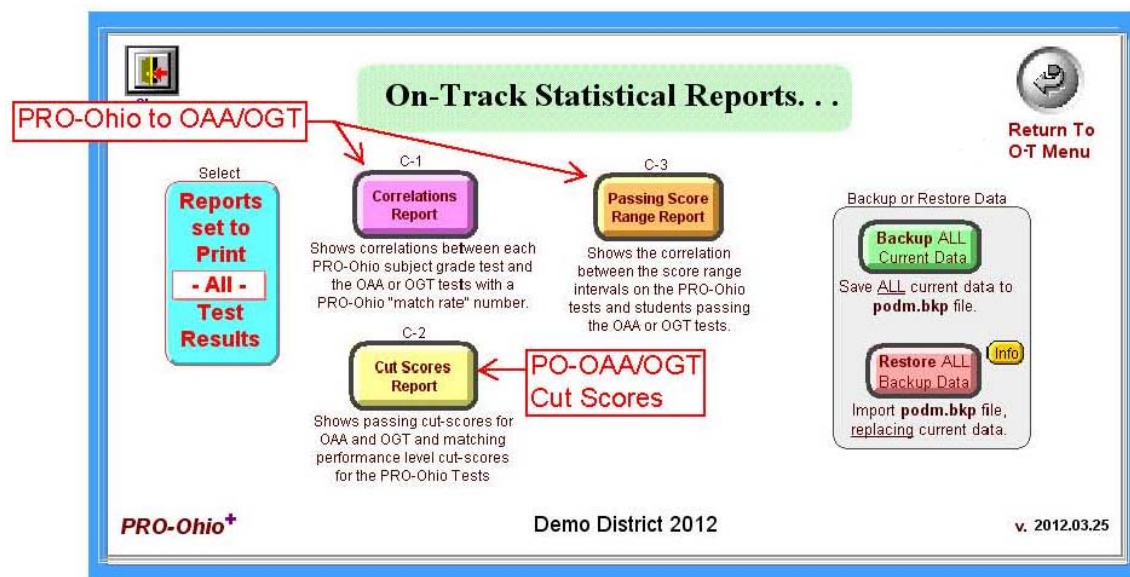 On-Track Statistical Reports. . .
PRO-Ohio to OAA/OGT
Return To
O-T Menu
Select
Reports
set to
Print
- All -
Test
Results
C-1
Correlations
Report
Shows correlations between each
PRO-Ohio subject grade test and
the OAA or OGT tests with a
PRO-Ohio "match rate" number.
C-3
Passing Score
Range Report
Shows the correlation
between the score range
intervals on the PRO-Ohio
tests and students passing
the OAA or OGT tests.
C-2
Cut Scores
Report
Shows passing cut-scores for
OAA and OGT and matching
performance level cut-scores
for the PRO-Ohio Tests
PO-OAA/OGT
Cut Scores
Backup or Restore Data
Backup ALL
Current Data
Save ALL current data to
podm.bkp file.
Restore ALL
Backup Data
Info
Import podm.bkp file,
replacing current data.
PRO-Ohio+
Demo District 2012
v. 2012.03.25